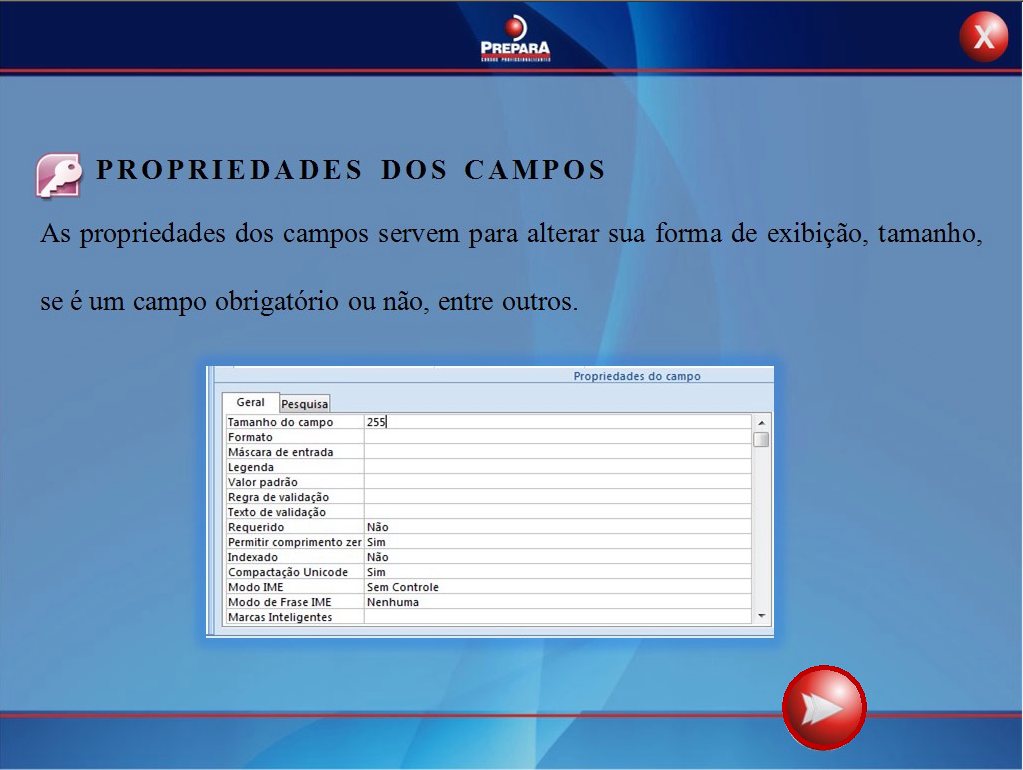 PREPARA
CURSOS PROFISSIONALIZANTES
X
PROPRIEDADES DOS CAMPOS
As propriedades dos campos servem para alterar sua forma de exibição, tamanho,
se é um campo obrigatório ou não, entre outros.
Propriedades do campo
Geral Pesquisa
Tamanho do campo 255
Formato
Máscara de entrada
Legenda
Valor padrão
Regra de validação
Texto de validação
Requerido Não
Permitir comprimento zer Sim
Indexado Não
Compactação Unicode Sim
Modo IME Sem Controle
Modo de Frase IME Nenhuma
Marcas Inteligentes